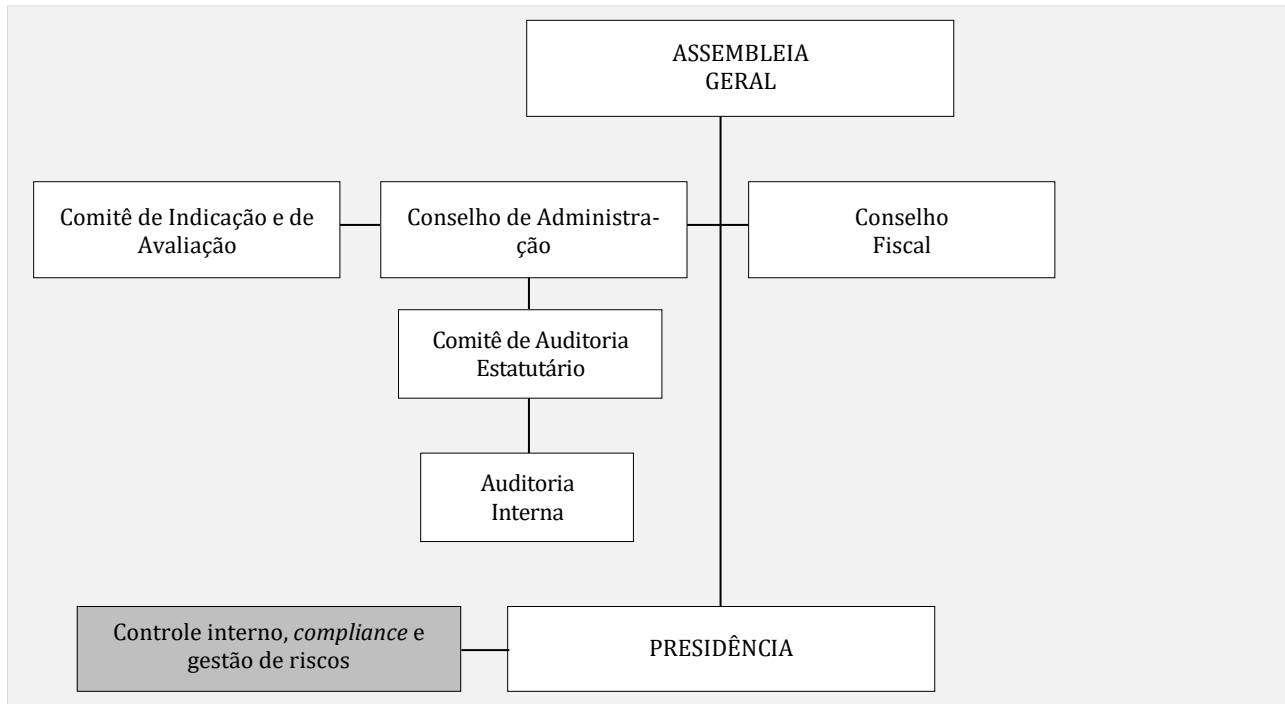 ASSEMBLEIA
GERAL
Comitê de Indicação e de
Avaliação
Conselho de Administra-
ção
Conselho
Fiscal
Comitê de Auditoria
Estatutário
Auditoria
Interna
Controle interno, compliance e
gestão de riscos
PRESIDÊNCIA